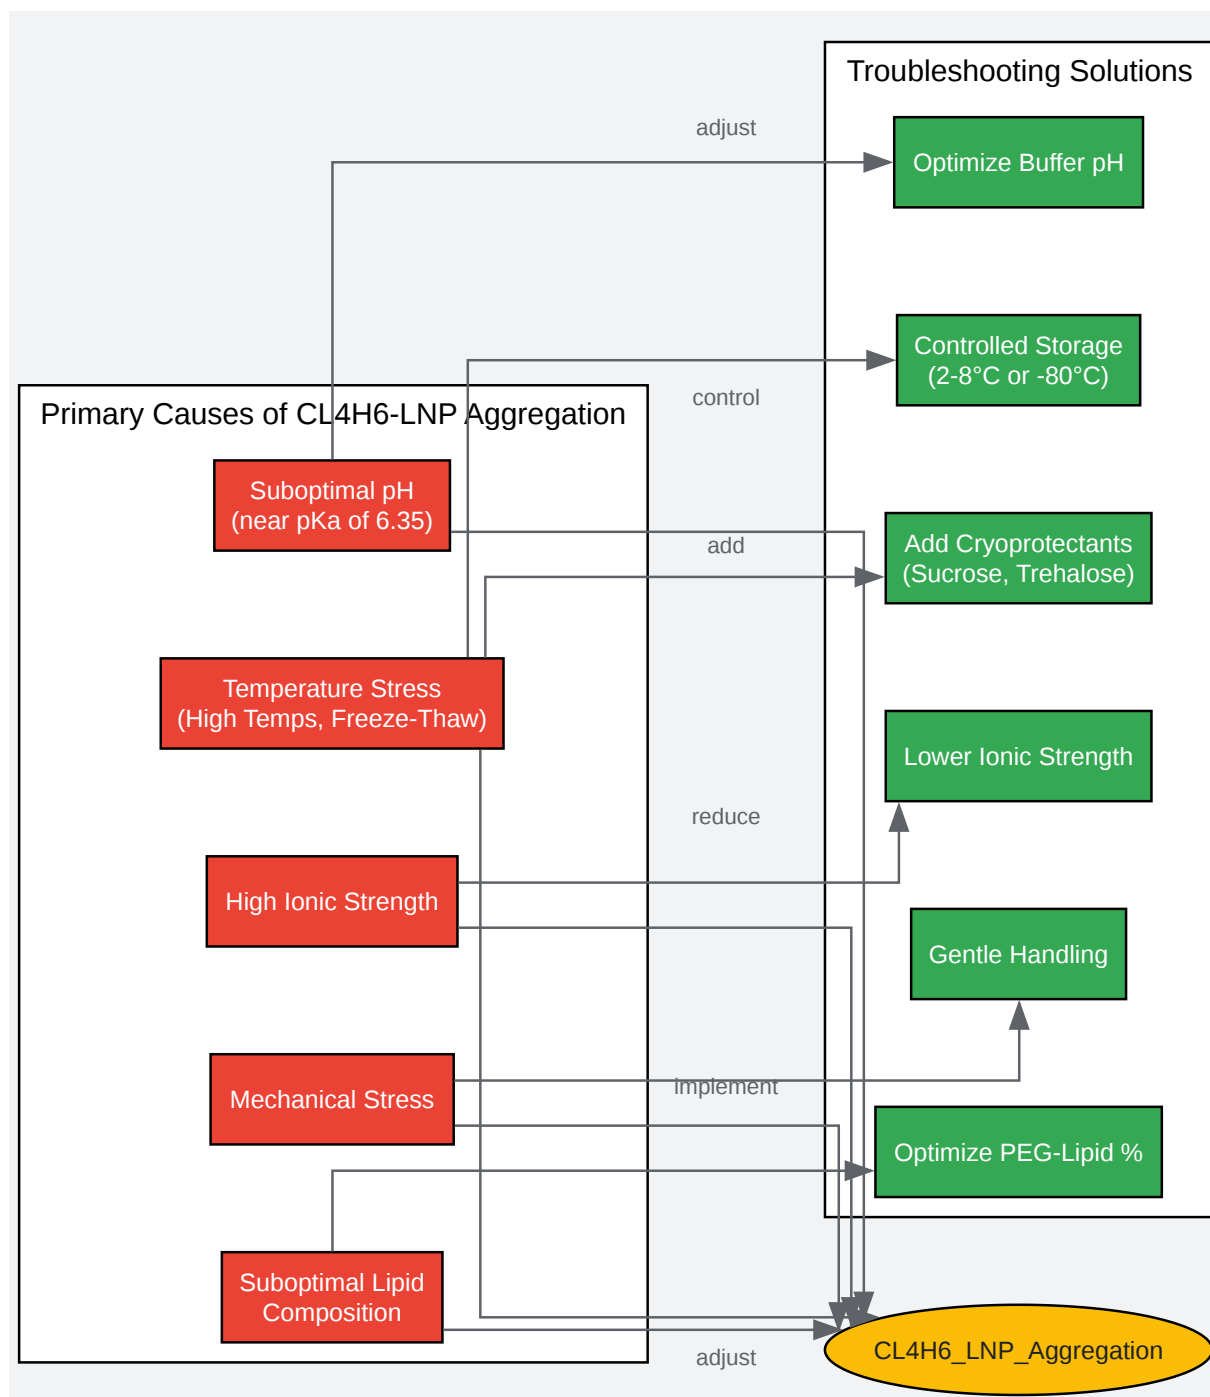 Troubleshooting Solutions
adjust
Optimize Buffer pH
Controlled Storage
(2-8°C or -80°C)
control
Primary Causes of CL4H6-LNP Aggregation
Suboptimal pH
(near pKa of 6.35)
add
Add Cryoprotectants
(Sucrose, Trehalose)
Temperature Stress
(High Temps, Freeze-Thaw)
Lower Ionic Strength
reduce
High Ionic Strength
Gentle Handling
Mechanical Stress
implement
Optimize PEG-Lipid %
Suboptimal Lipid
Composition
adjust
CL4H6_LNP_Aggregation